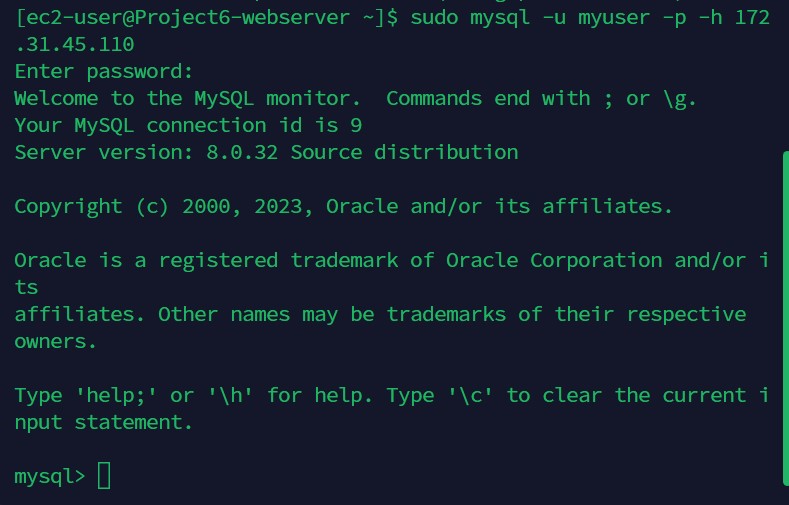 [ec2-user@Project6-webserver ~]$ sudo mysql -u myuser -p -h 172
.31.45.110
Enter password:
Welcome to the MySQL monitor.  Commands end with ; or \g.
Your MySQL connection id is 9
Server version: 8.0.32 Source distribution

Copyright (c) 2000, 2023, Oracle and/or its affiliates.

Oracle is a registered trademark of Oracle Corporation and/or i
ts
affiliates. Other names may be trademarks of their respective
owners.

Type 'help;' or '\h' for help. Type '\c' to clear the current i
nput statement.

mysql>